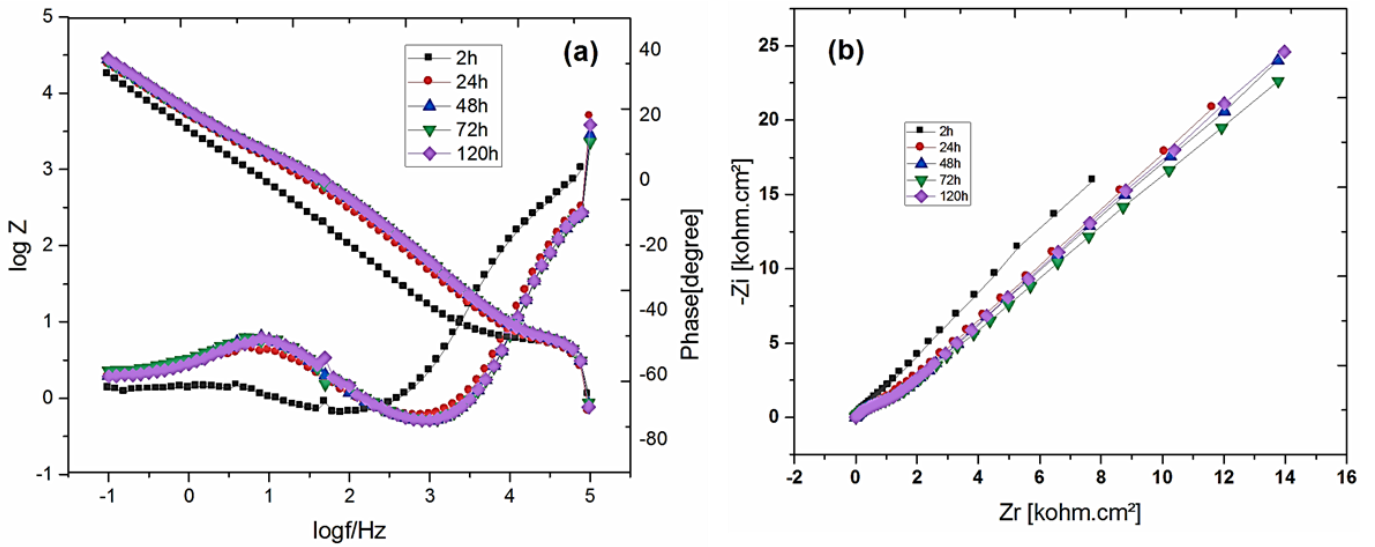 (a)
2h
24h
48h
72h
120h
5
4
3
2
1
0
-1
log Z
40
20
0
-20
-40
-60
-80
Phase[degree]
-1 0 1 2 3 4 5
logf/Hz
(b)
2h
24h
48h
72h
120h
25
20
15
10
5
0
-Zi [kohm.cm²]
-2 0 2 4 6 8 10 12 14 16
Zr [kohm.cm²]